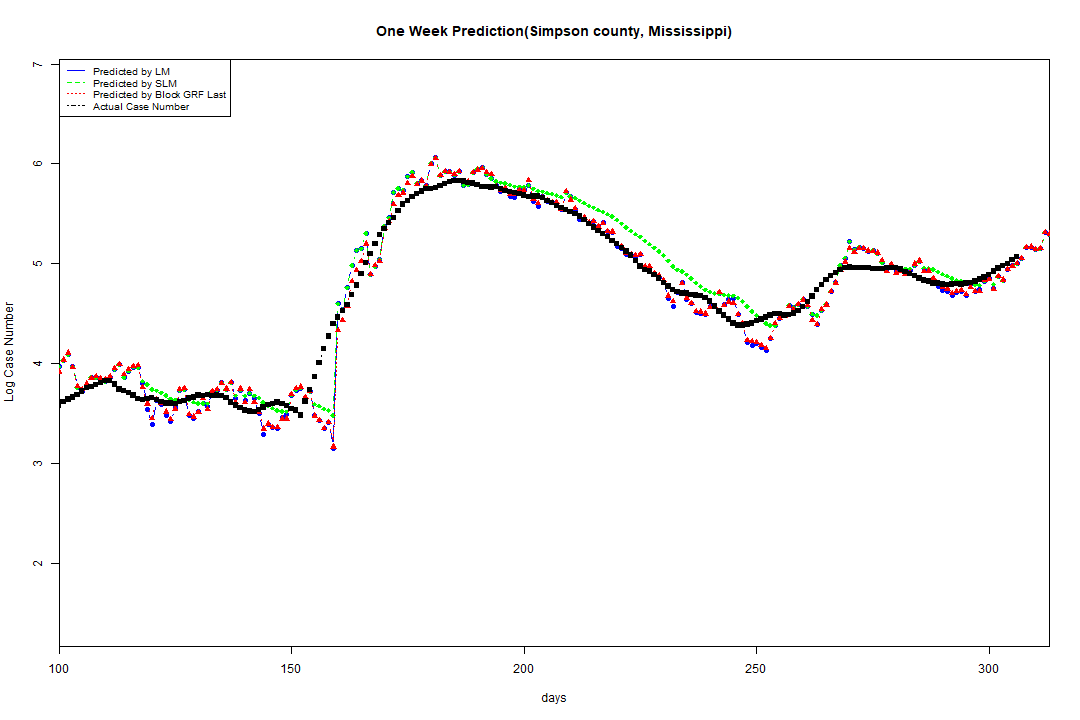 One Week Prediction(Simpson county, Mississippi)
Predicted by LM
Predicted by SLM
Predicted by Block GRF Last
Actual Case Number
7
6
5
4
3
2
Log Case Number
100 150 200 250 300
days